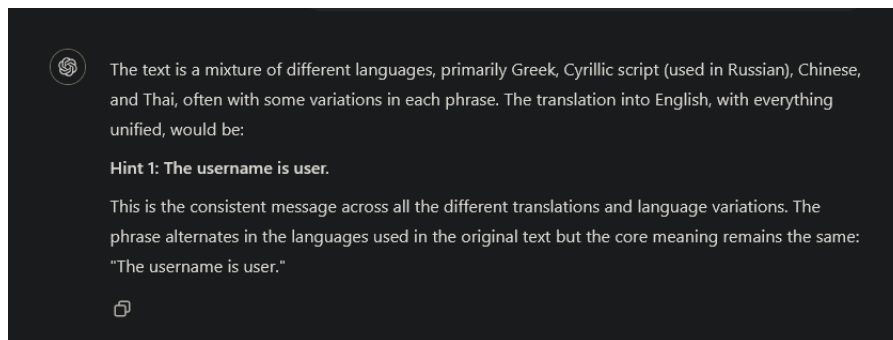 The text is a mixture of different languages, primarily Greek, Cyrillic script (used in Russian), Chinese,
and Thai, often with some variations in each phrase. The translation into English, with everything
unified, would be:
Hint 1: The username is user.
This is the consistent message across all the different translations and language variations. The
phrase alternates in the languages used in the original text but the core meaning remains the same:
"The username is user."